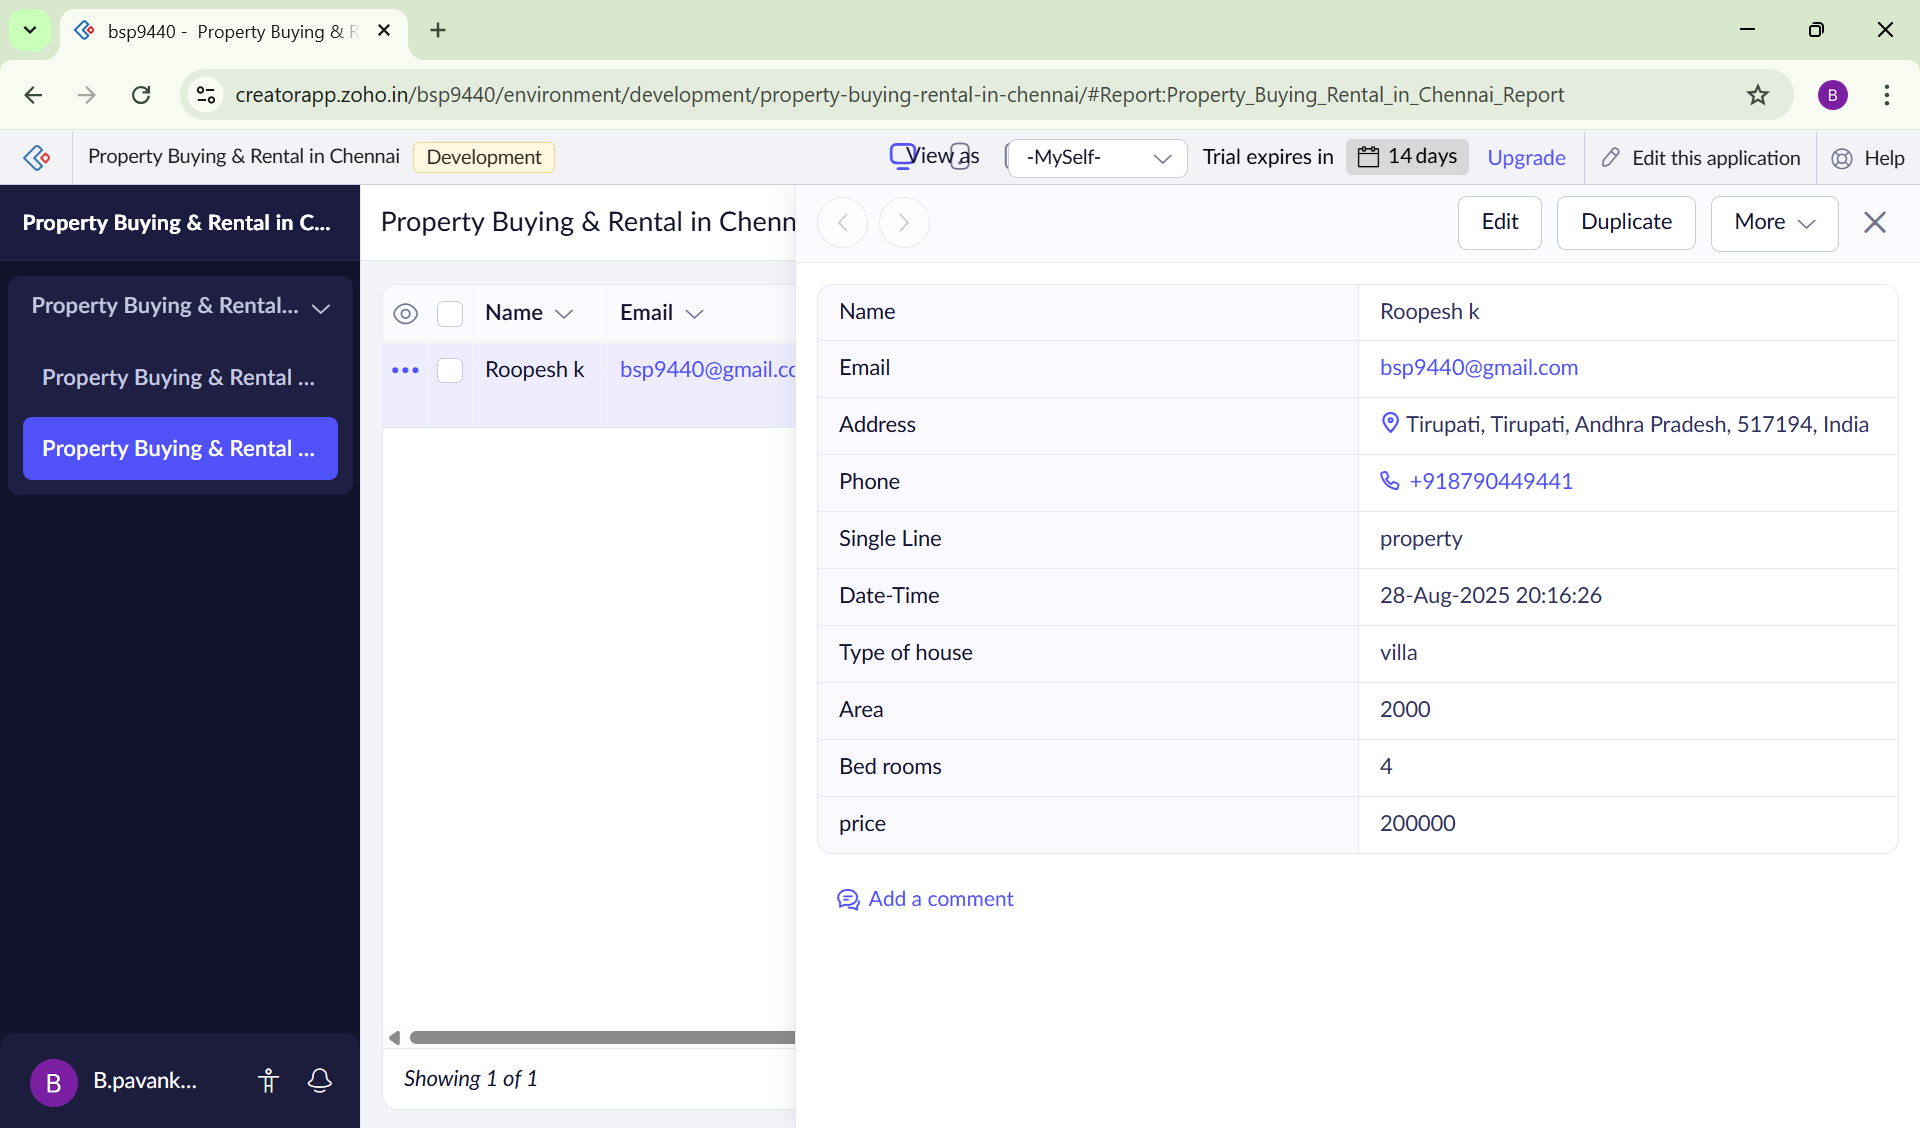 bsp9440 - Property Buying & R
creatorapp.zoho.in/bsp9440/environment/development/property-buying-rental-in-chennai/#Report:Property_Buying_Rental_in_Chennai_Report
B
Property Buying & Rental in Chennai
Development
View as
-MySelf-
Trial expires in
14 days
Upgrade
Edit this application
Help
Property Buying & Rental in C...
Property Buying & Rental in Chenn
Edit
Duplicate
More
Property Buying & Rental...
Property Buying & Rental ...
Property Buying & Rental ...
Name
Email
Roopesh k
bsp9440@gmail.co
Name
Roopesh k
Email
bsp9440@gmail.com
Address
Tirupati, Tirupati, Andhra Pradesh, 517194, India
Phone
+918790449441
Single Line
property
Date-Time
28-Aug-2025 20:16:26
Type of house
villa
Area
2000
Bed rooms
4
price
200000
Add a comment
Showing 1 of 1
B
B.pavank...